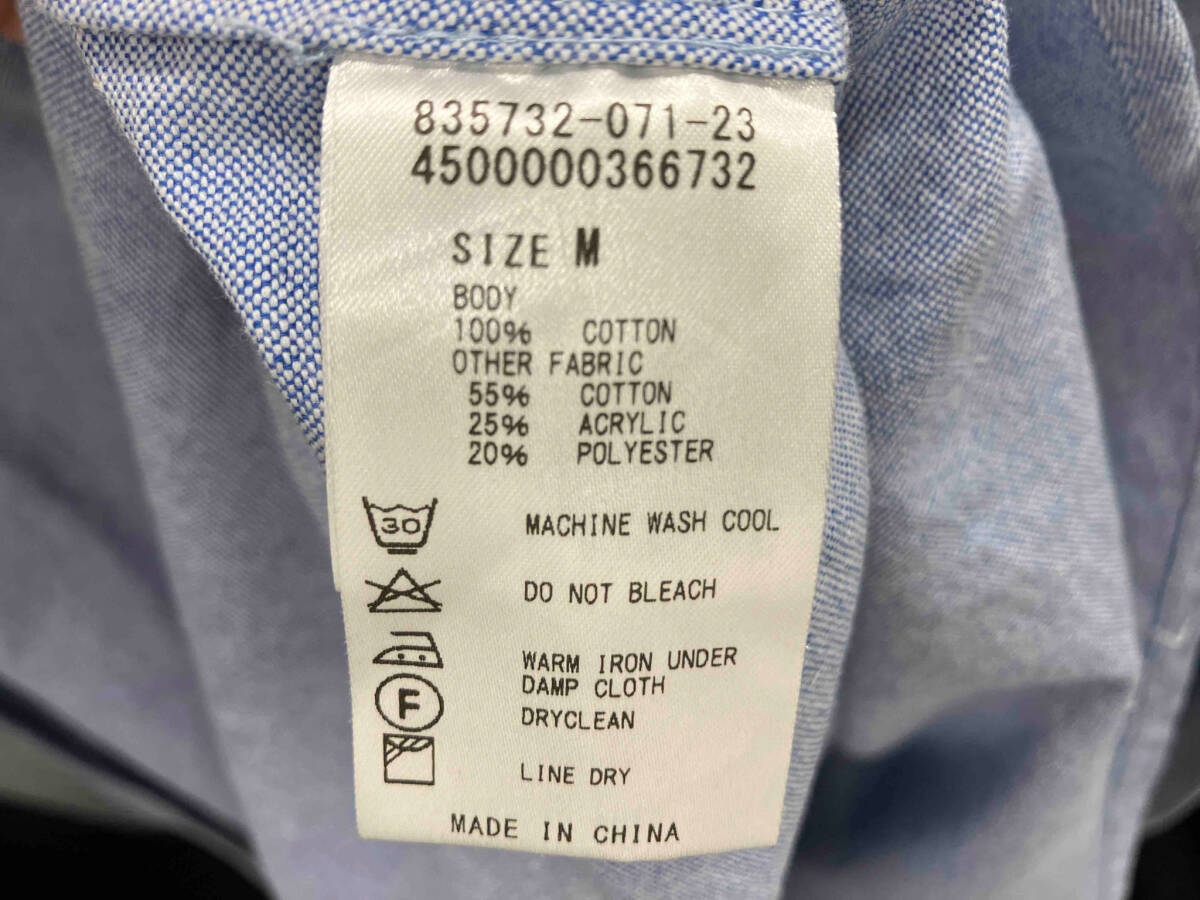 835732-071-23
4500000366732
SIZE M
BODY
100% COTTON
OTHER FABRIC
55% COTTON
25% ACRYLIC
20% POLYESTER
30 MACHINE WASH COOL
DO NOT BLEACH
WARM IRON UNDER
DAMP CLOTH
F DRYCLEAN
LINE DRY
MADE IN CHINA